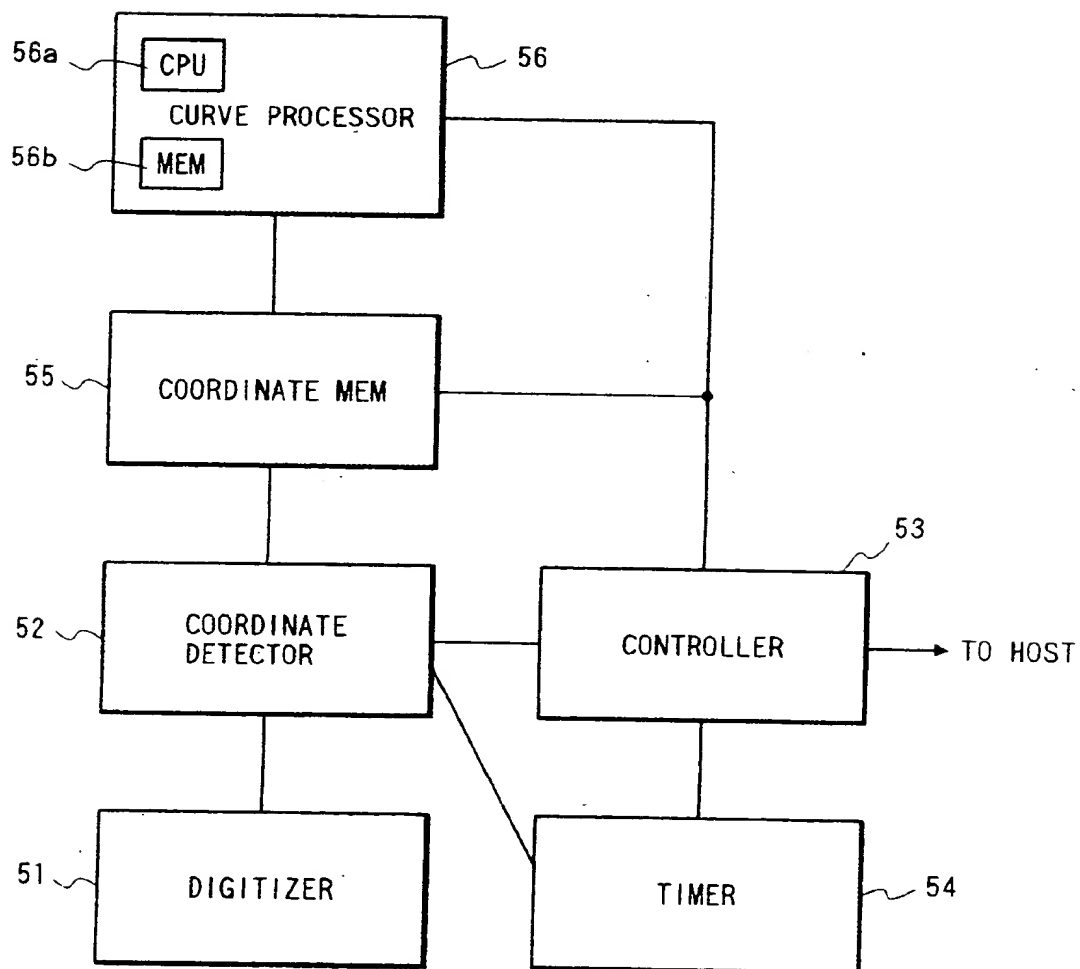 56a
CPU
56
CURVE PROCESSOR
56b
MEM
55
COORDINATE MEM
53
52
COORDINATE
DETECTOR
CONTROLLER
TO HOST
51
DIGITIZER
TIMER
54